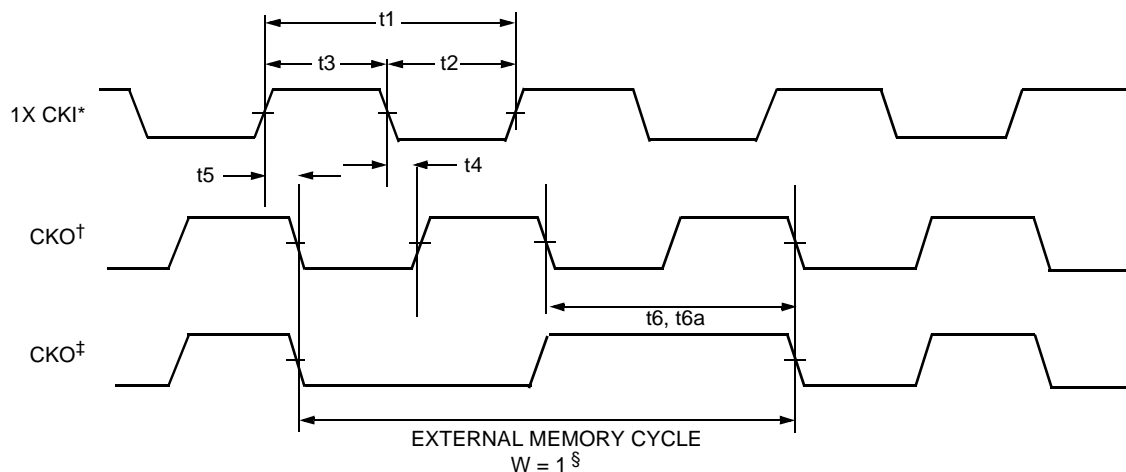 t1
t3
t2
1X CKI*
t5
t4
CKO†
t6, t6a
CKO‡
EXTERNAL MEMORY CYCLE
W = 1§